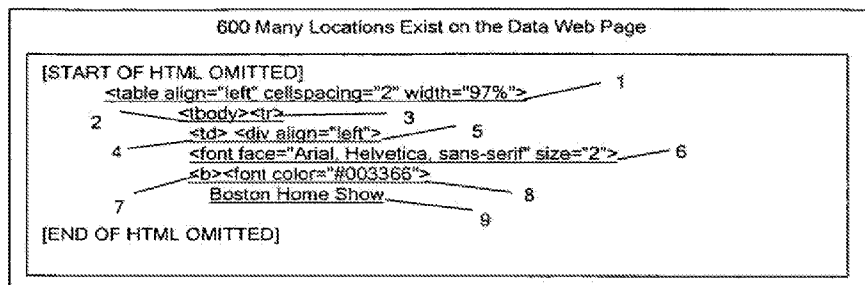 600 Many Locations Exist on the Data Web Page
[START OF HTML OMITTED]
<table align="left" cellspacing="2" width="97%"> 1
2 <tbody><tr> 3
4 <td> <div align="left"> 5
<font face="Arial, Helvetica, sans-serif" size="2"> 6
7 <b><font color="#003366"> 8
Boston Home Show 9
[END OF HTML OMITTED]